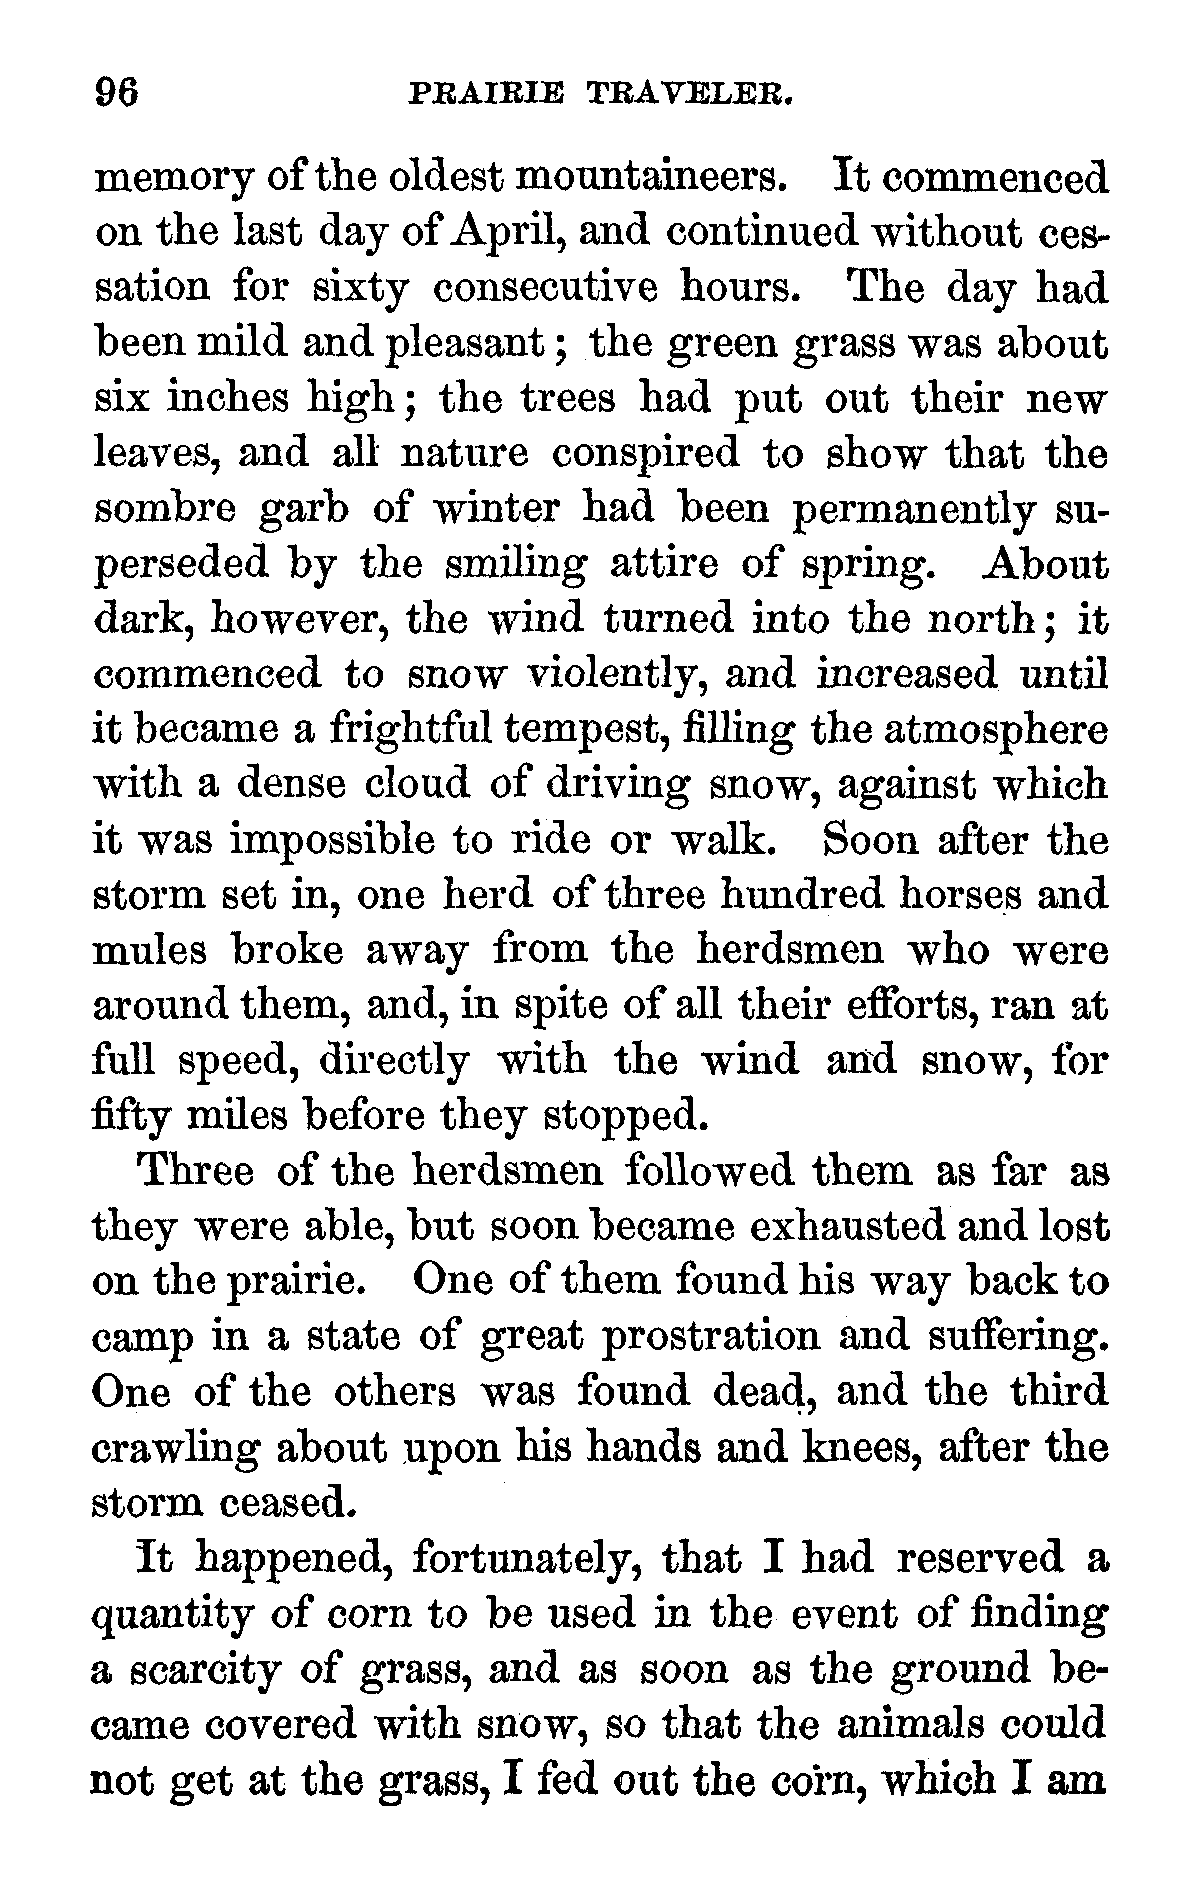 96 PRAIRIE TRAVELER.
memory of the oldest mountaineers. It commenced
on the last day of April, and continued without ces-
sation for sixty consecutive hours. The day had
been mild and pleasant; the green grass was about
six inches high; the trees had put out their new
leaves, and all nature conspired to show that the
sombre garb of winter had been permanently su-
perseded by the smiling attire of spring. About
dark, however, the wind turned into the north; it
commenced to snow violently, and increased until
it became a frightful tempest, filling the atmosphere
with a dense cloud of driving snow, against which
it was impossible to ride or walk. Soon after the
storm set in, one herd of three hundred horses and
mules broke away from the herdsmen who were
around them, and, in spite of all their efforts, ran at
full speed, directly with the wind and snow, for
fifty miles before they stopped.
Three of the herdsmen followed them as far as
they were able, but soon became exhausted and lost
on the prairie. One of them found his way back to
camp in a state of great prostration and suffering.
One of the others was found dead, and the third
crawling about upon his hands and knees, after the
storm ceased.
It happened, fortunately, that I had reserved a
quantity of corn to be used in the event of finding
a scarcity of grass, and as soon as the ground be-
came covered with snow, so that the animals could
not get at the grass, I fed out the corn, which I am